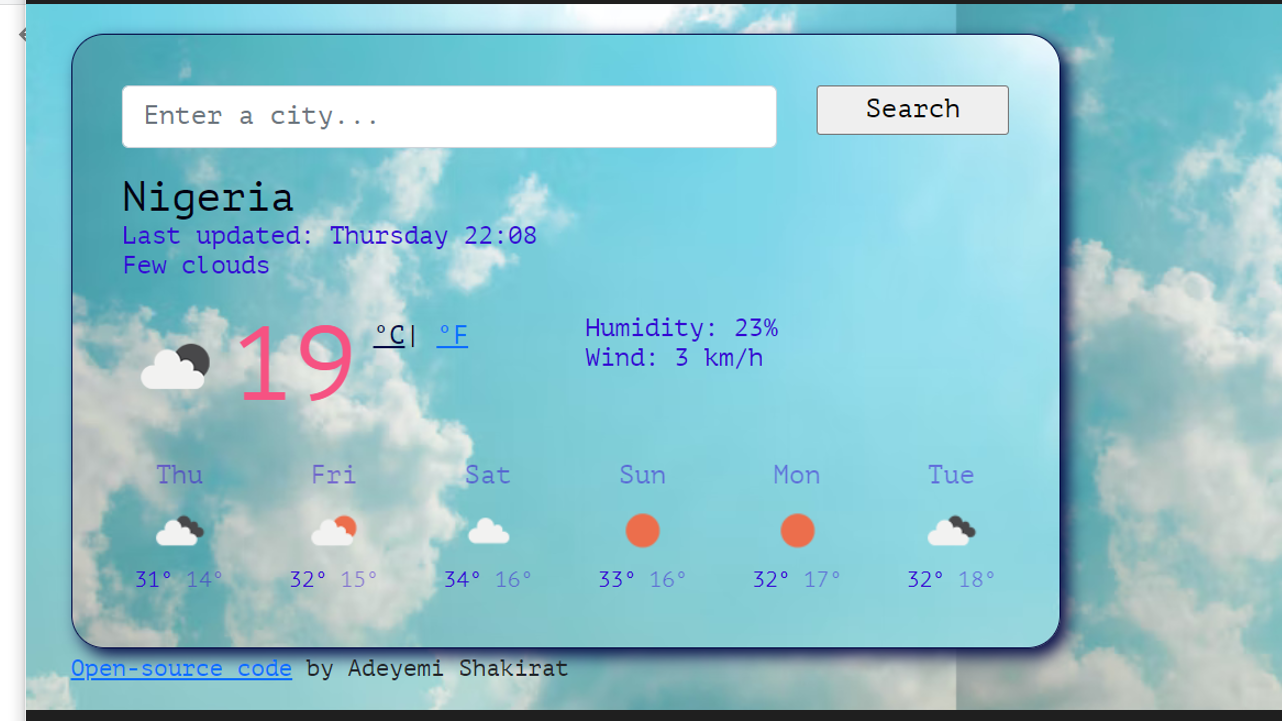 Enter a city...
Search
Nigeria
Last updated: Thursday 22:08
Few clouds
19 °C| °F
Humidity: 23%
Wind: 3 km/h
Thu Fri Sat Sun Mon Tue
31° 14° 32° 15° 34° 16° 33° 16° 32° 17° 32° 18°
Open-source code by Adeyemi Shakirat